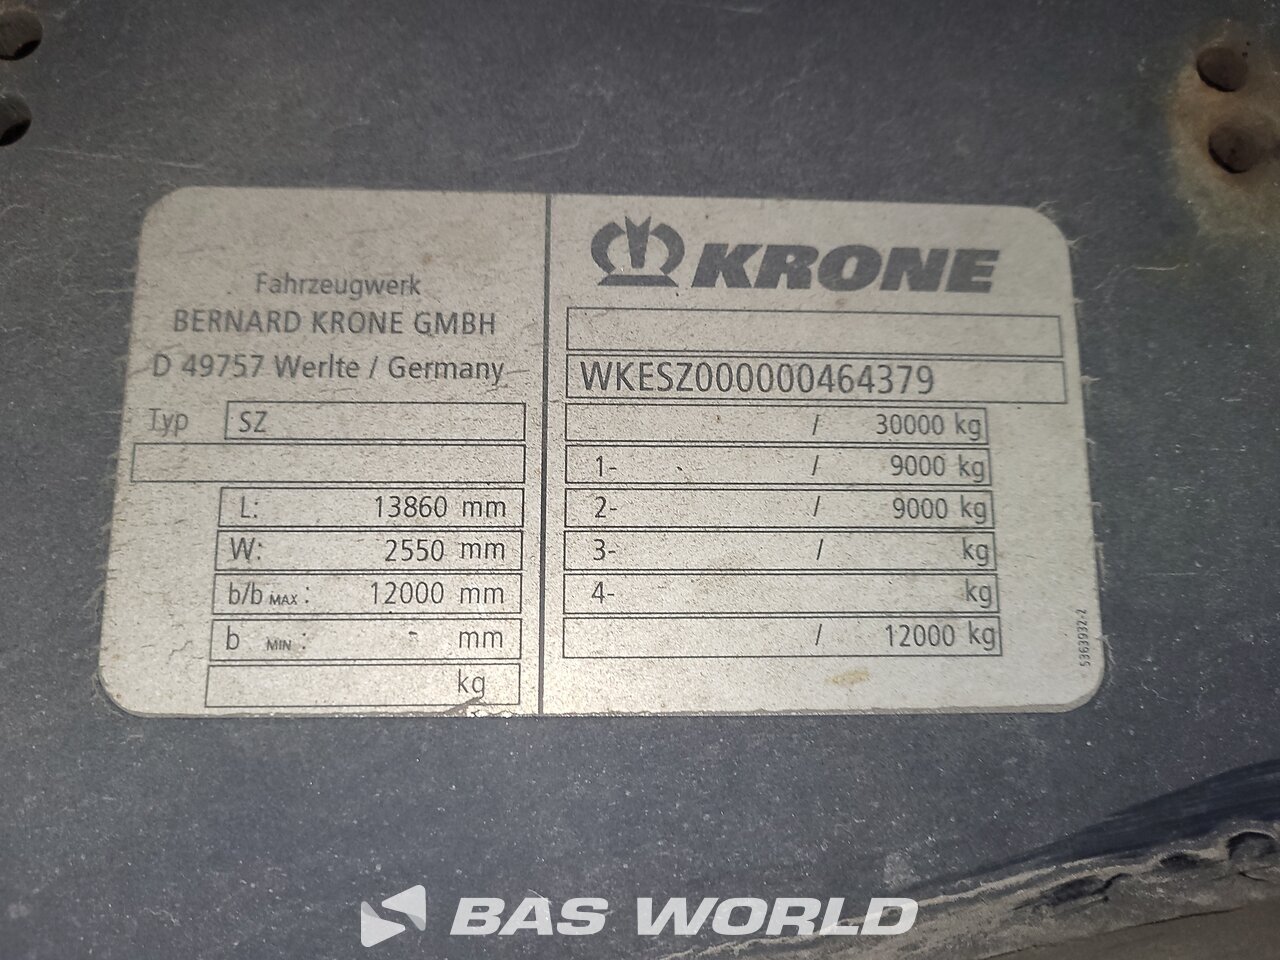 Fahrzeugwerk
BERNARD KRONE GMBH
D 49757 Werlte / Germany
Typ SZ
L: 13860 mm
W: 2550 mm
b/b MAX : 12000 mm
b MIN : - mm
kg
KRONE
WKESZ000000464379
/ 30000 kg
1- / 9000 kg
2- / 9000 kg
3- / kg
4- kg
/ 12000 kg
5363932-2
BAS WORLD